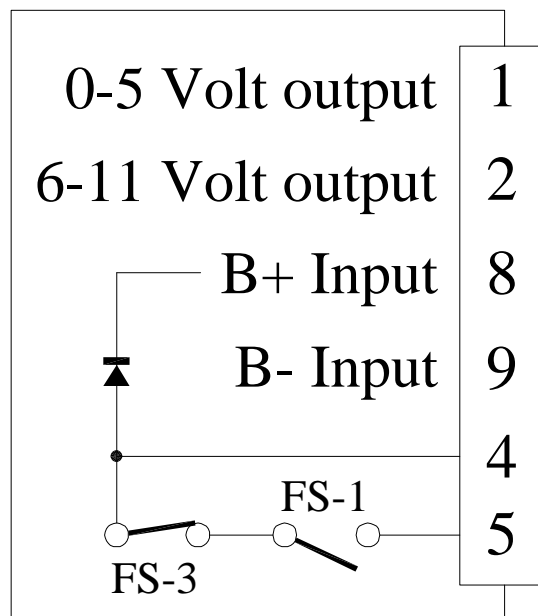 0-5 Volt output 1
6-11 Volt output 2
B+ Input 8
B- Input 9
4
FS-1
5
FS-3